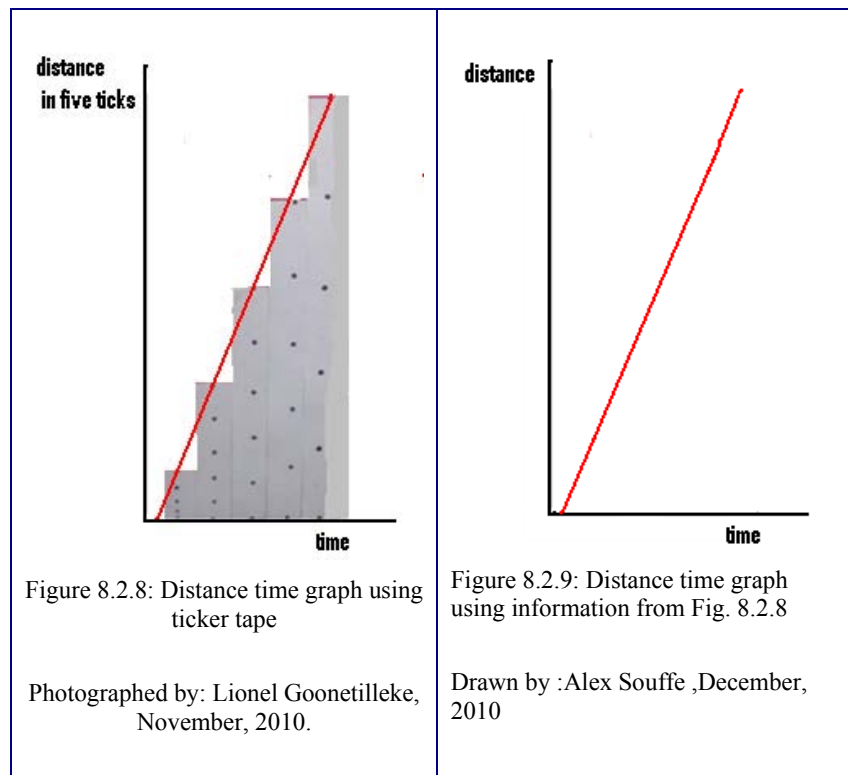 distance
in five ticks
time
Figure 8.2.8: Distance time graph using
ticker tape
Photographed by: Lionel Goonetilleke,
November, 2010.
distance
time
Figure 8.2.9: Distance time graph
using information from Fig. 8.2.8
Drawn by :Alex Souffe ,December,
2010